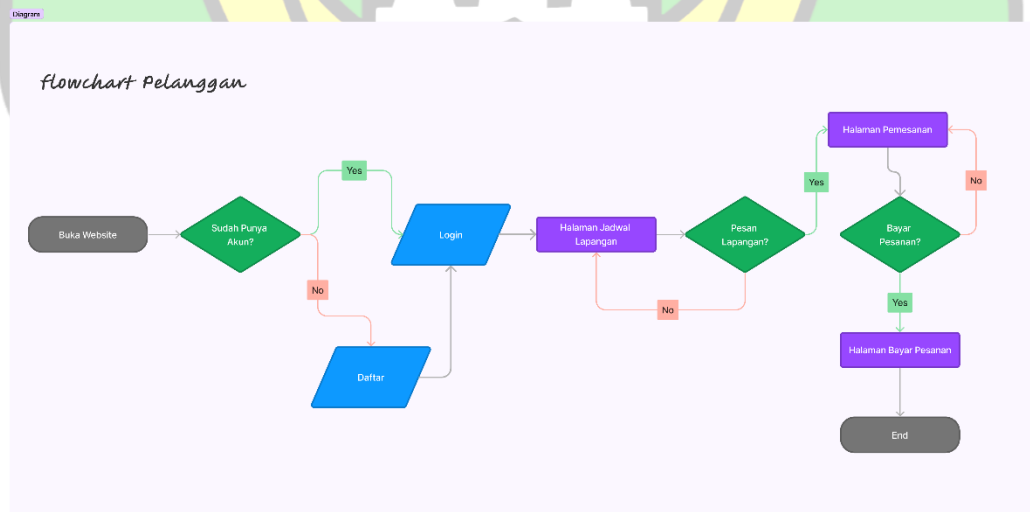 Diagram
flowchart Pelanggan
Buka Website
Sudah Punya
Akun?
Yes
No
Login
Daftar
Halaman Jadwal
Lapangan
Pesan
Lapangan?
No
Yes
Halaman Pemesanan
Bayar
Pesanan?
No
Yes
Halaman Bayar Pesanan
End